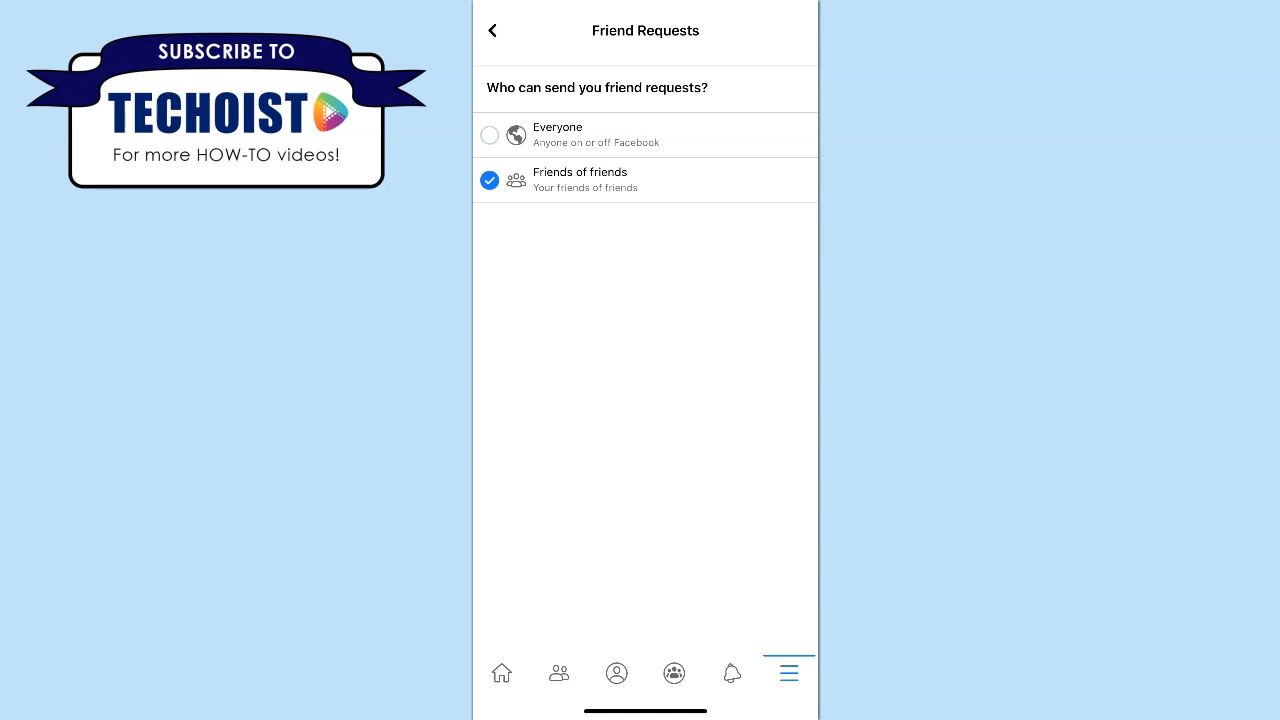 SUBSCRIBE TO
TECHOIST
For more HOW-TO videos!
Friend Requests
Who can send you friend requests?
Everyone
Anyone on or off Facebook
Friends of friends
Your friends of friends